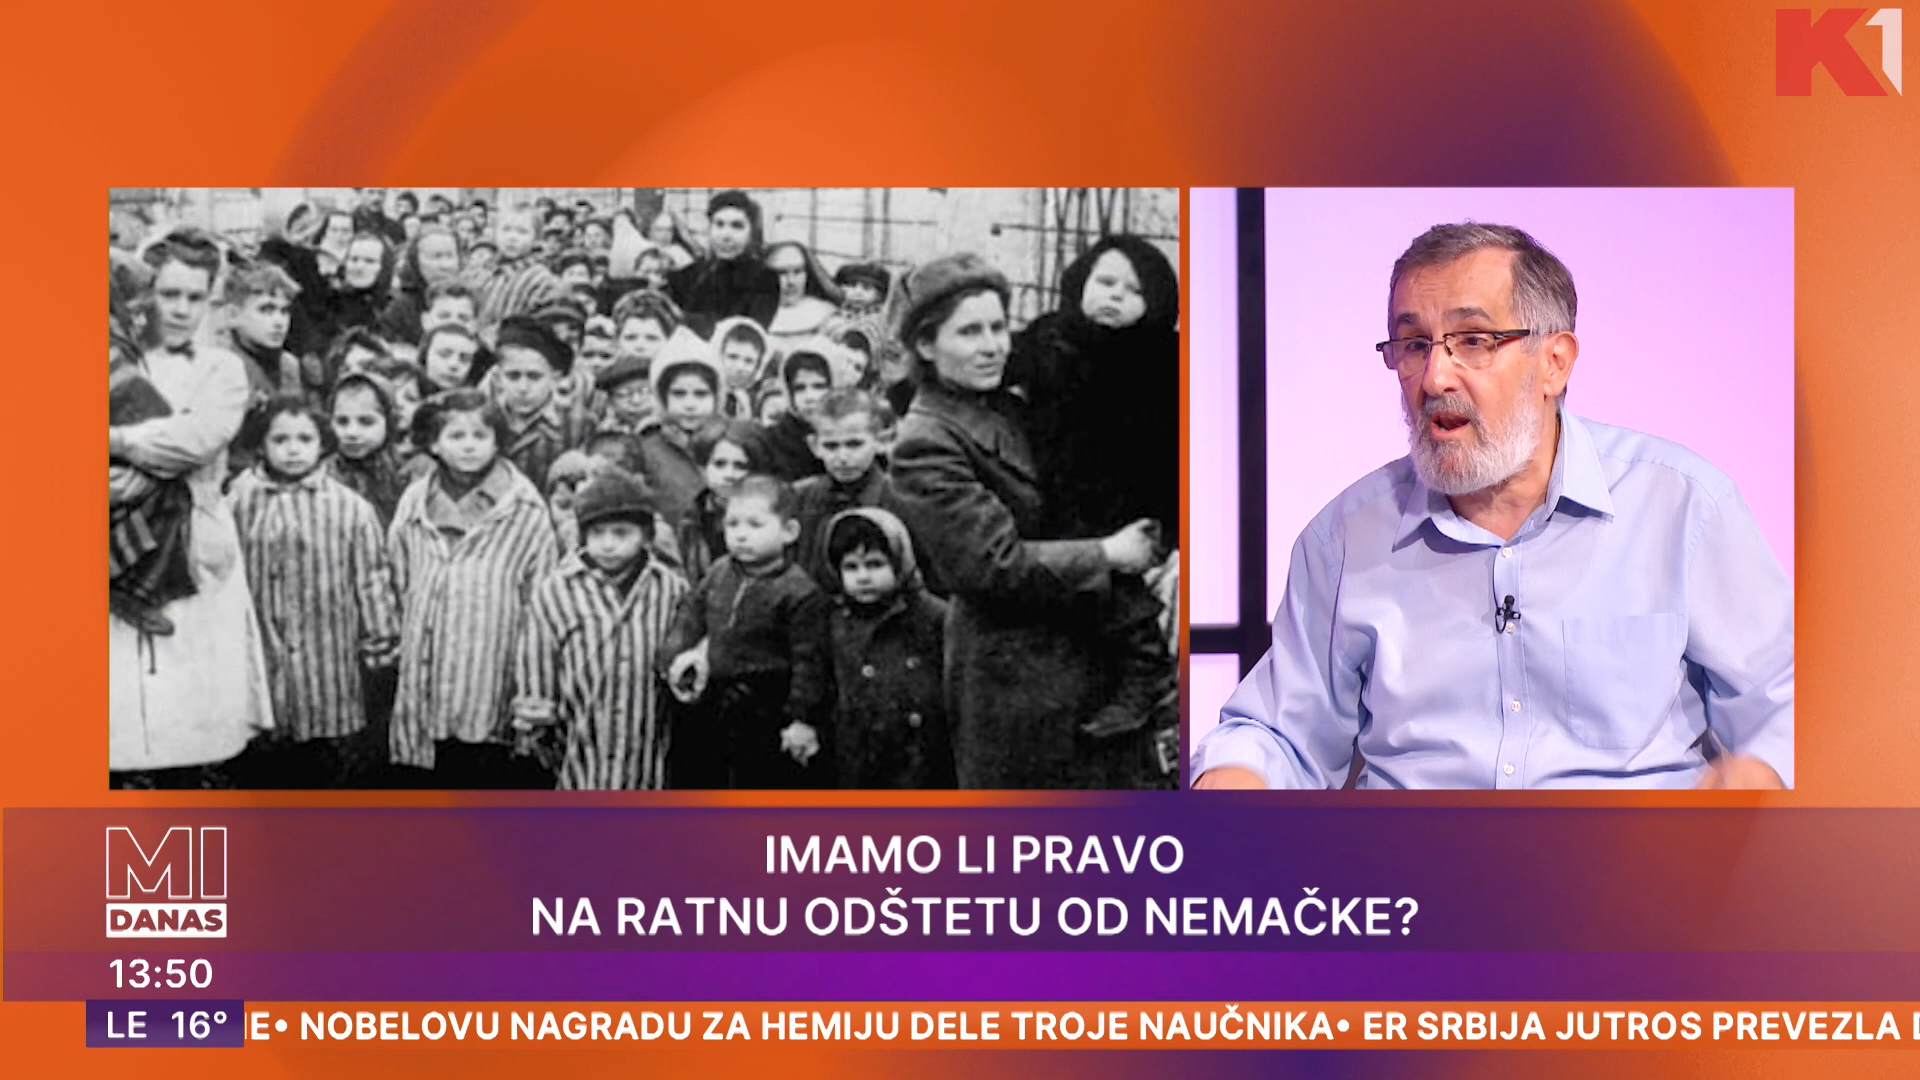 K1
IMAMO LI PRAVO
NA RATNU ODŠTETU OD NEMAČKE?
MI
DANAS
13:50
LE 16°
IE• NOBELOVU NAGRADU ZA HEMIJU DELE TROJE NAUČNIKA• ER SRBIJA JUTROS PREVEZLA